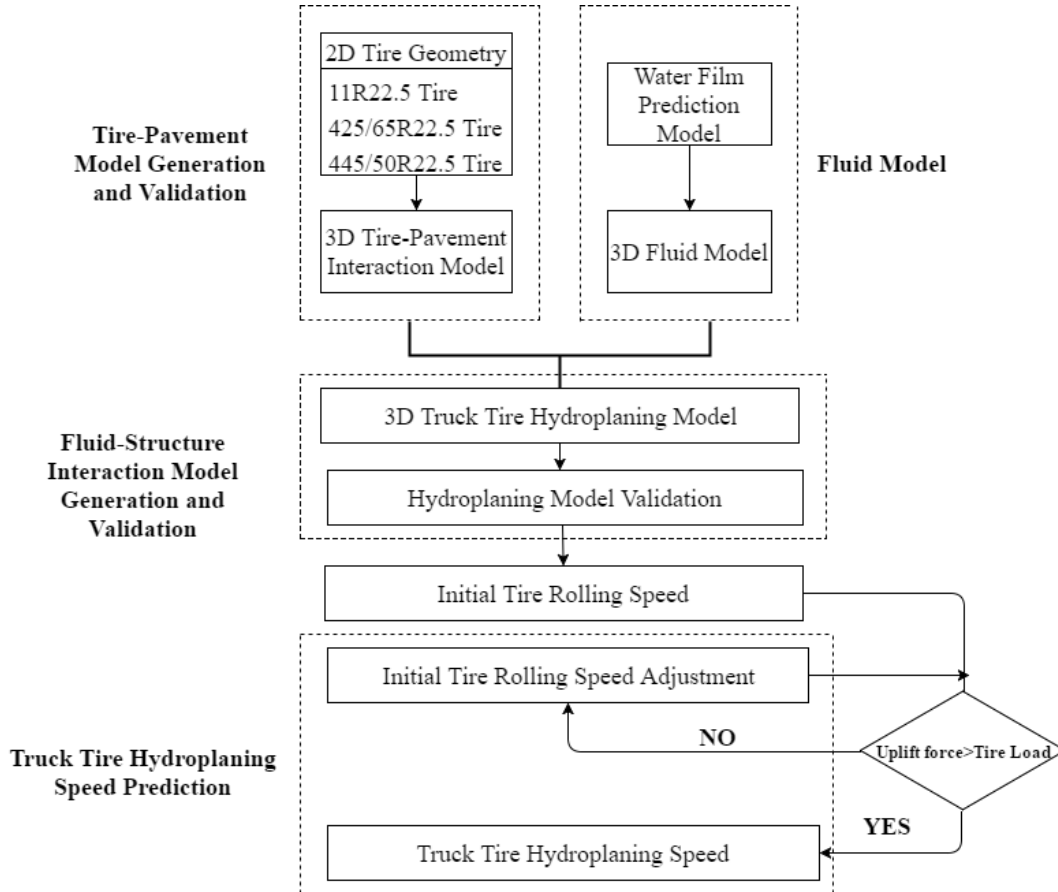 2D Tire Geometry
11R22.5 Tire
425/65R22.5 Tire
445/50R22.5 Tire
Tire-Pavement
Model Generation
and Validation
3D Tire-Pavement
Interaction Model
Water Film
Prediction
Model
Fluid Model
3D Fluid Model
Fluid-Structure
Interaction Model
Generation and
Validation
3D Truck Tire Hydroplaning Model
Hydroplaning Model Validation
Initial Tire Rolling Speed
Initial Tire Rolling Speed Adjustment
NO
Uplift force>Tire Load
Truck Tire Hydroplaning
Speed Prediction
YES
Truck Tire Hydroplaning Speed